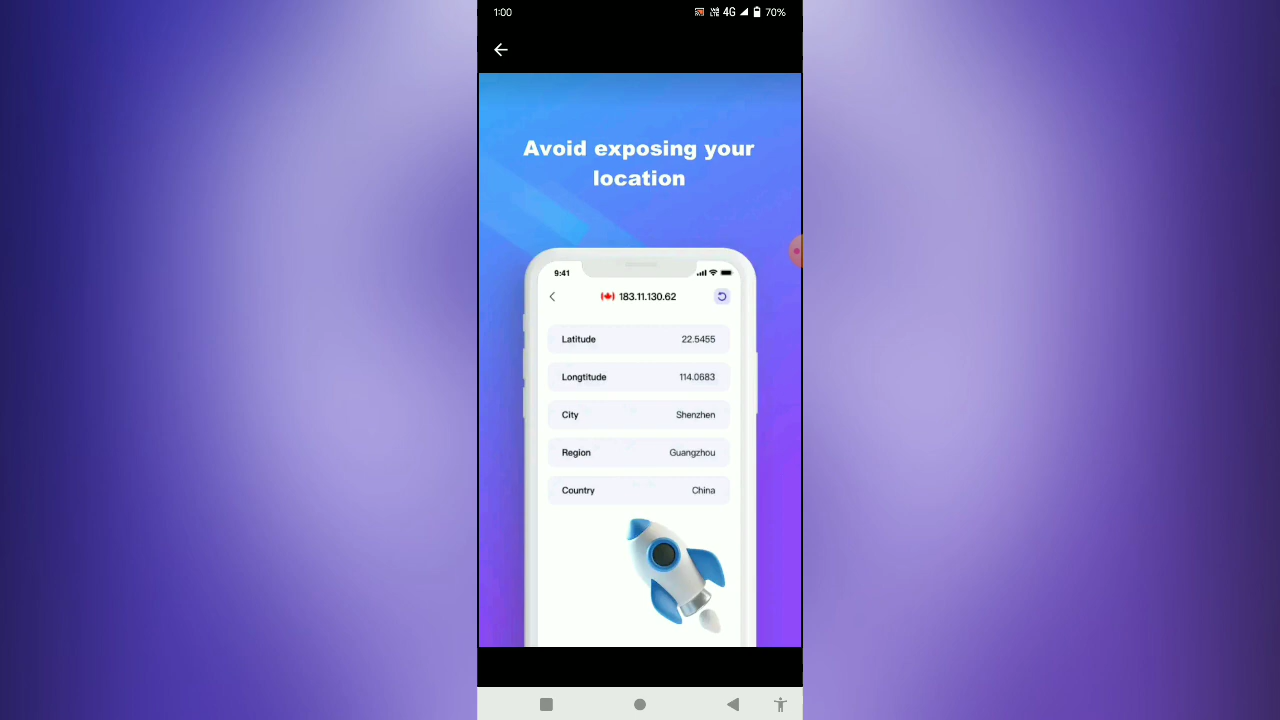 1:00
4G
70%
Avoid exposing your
location
9:41
183.11.130.62
Latitude 22.5455
Longtitude 114.0683
City Shenzhen
Region Guangzhou
Country China